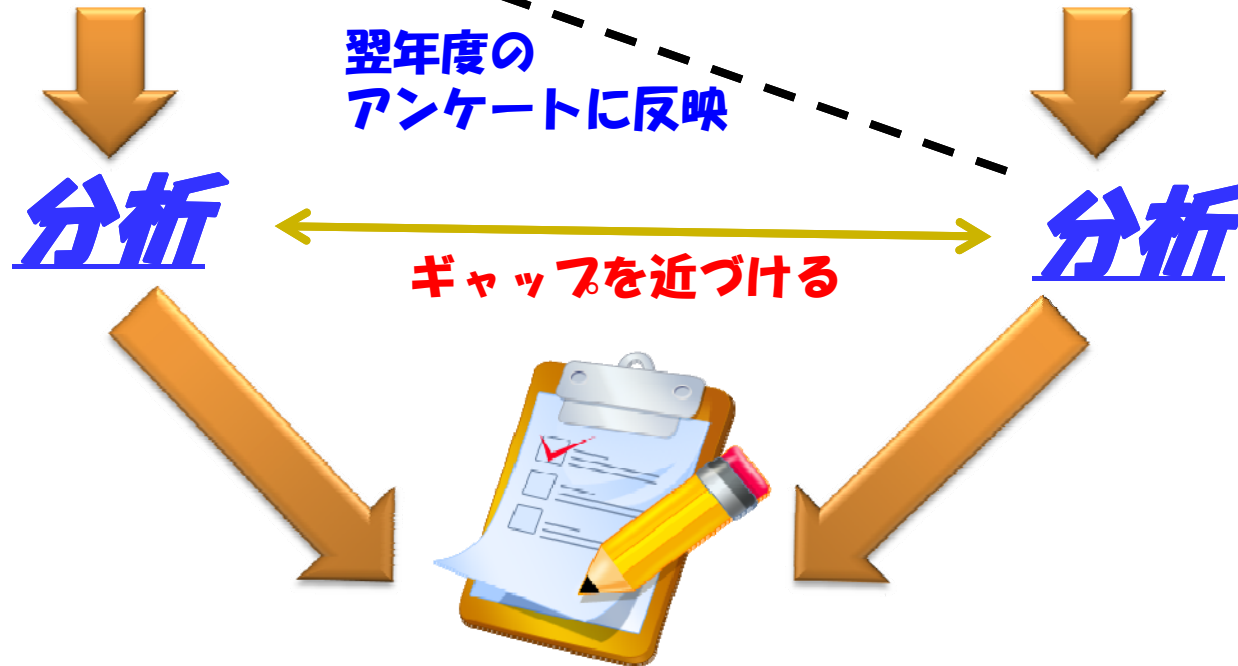 翌年度の
アンケートに反映
分析
分析
ギャップを近づける